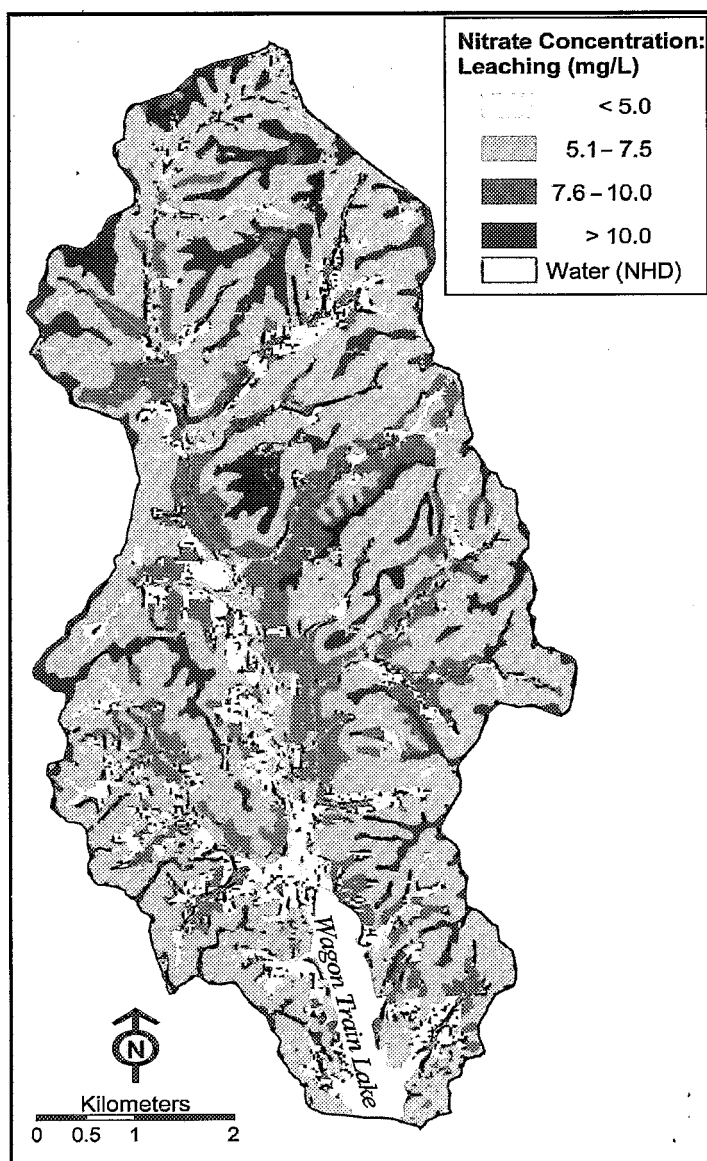 Nitrate Concentration:
Leaching (mg/L)
< 5.0
5.1 – 7.5
7.6 – 10.0
> 10.0
Water (NHD)
Wagon Train Lake
N
Kilometers
0 0.5 1 2